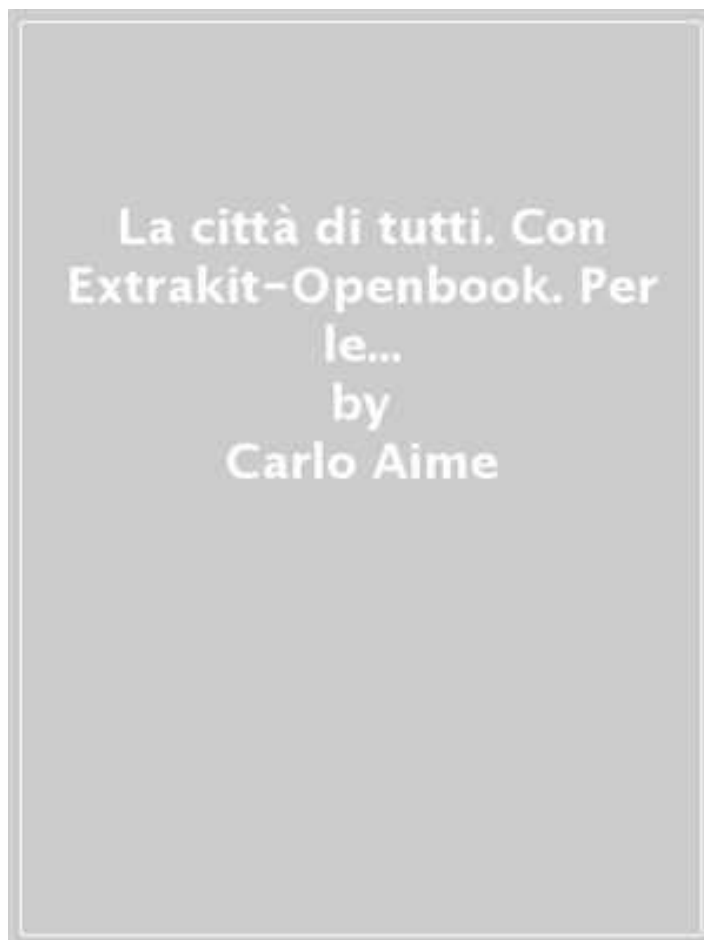 La città di tutti. Con
Extrakit-Openbook. Per
le...
by
Carlo Aime